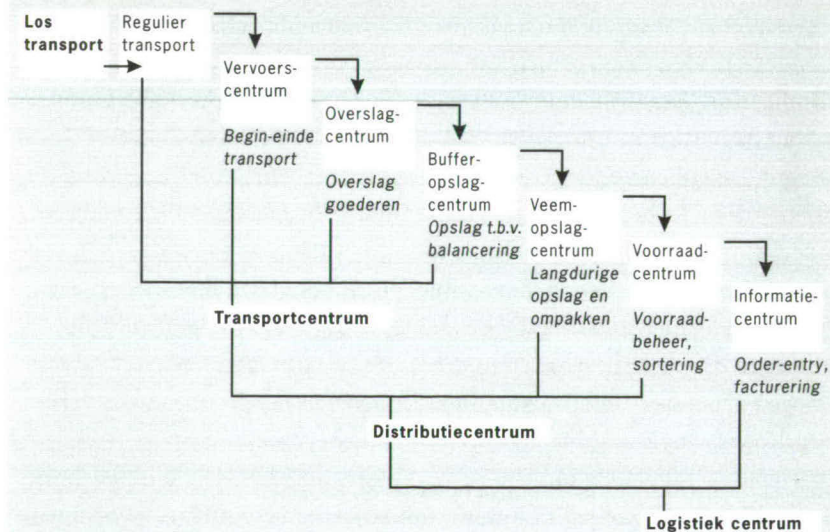 Los
transport
Regulier
transport
Vervoers-
centrum
Begin-einde
transport
Overslag-
centrum
Overslag
goederen
Buffer-
opslag-
centrum
Opslag t.b.v.
balancering
Veem-
opslag-
centrum
Langdurige
opslag en
ompakken
Voorraad-
centrum
Voorraad-
beheer,
sortering
Informatie-
centrum
Order-entry,
facturering
Transportcentrum
Distributiecentrum
Logistiek centrum